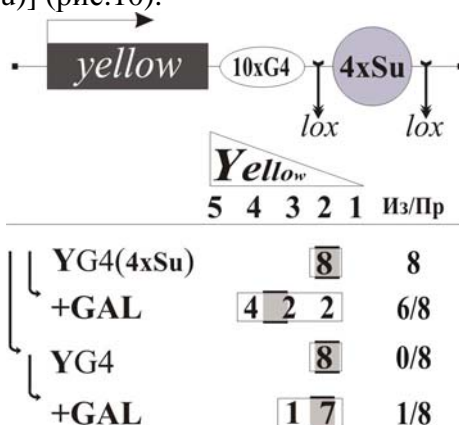 u)] (рис.16).
yellow 10xG4 4xSu
lox lox
Yellow
5 4 3 2 1 Из/Пр
YG4(4xSu) 8 8
+GAL 4 2 2 6/8
YG4 8 0/8
+GAL 1 7 1/8